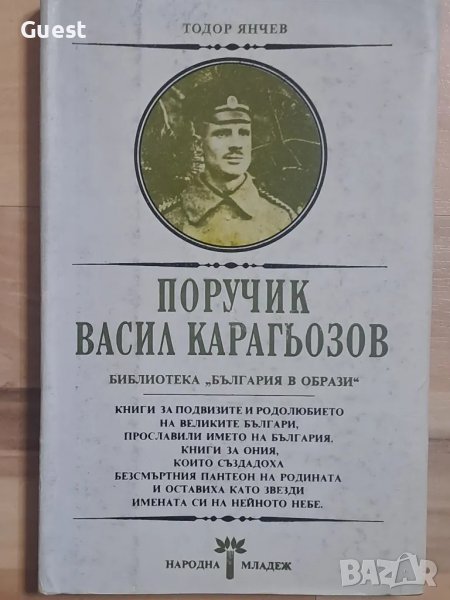 Guest
ТОДОР ЯНЧЕВ
ПОРУЧИК
ВАСИЛ КАРАГЬОЗОВ
БИБЛИОТЕКА „БЪЛГАРИЯ В ОБРАЗИ“
КНИГИ ЗА ПОДВИЗИТЕ И РОДОЛЮБИЕТО
НА ВЕЛИКИТЕ БЪЛГАРИ,
ПРОСЛАВИЛИ ИМЕТО НА БЪЛГАРИЯ.
КНИГИ ЗА ОНИЯ,
КОИТО СЪЗДАДОХА
БЕЗСМЪРТНИЯ ПАНТЕОН НА РОДИНАТА
И ОСТАВИХА КАТО ЗВЕЗДИ
ИМЕНАТА СИ НА НЕЙНОТО НЕБЕ.
НАРОДНА МЛАДЕЖ
BAZAR